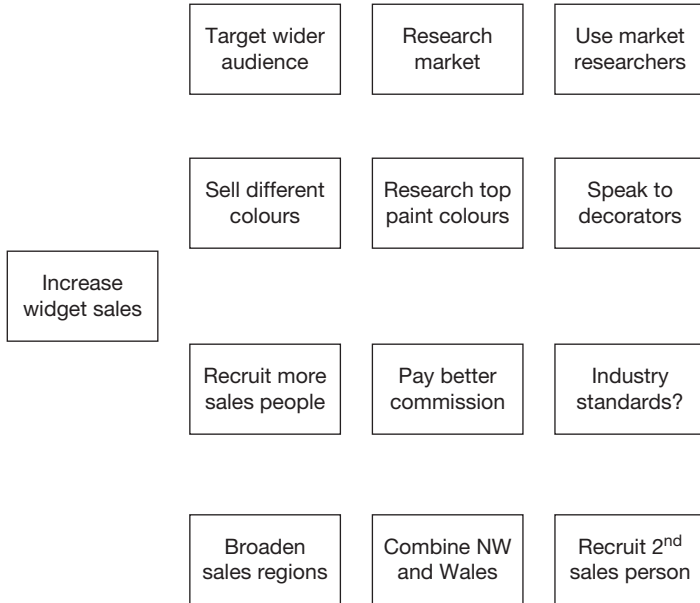 Target wider
audience
Research
market
Use market
researchers
Sell different
colours
Research top
paint colours
Speak to
decorators
Increase
widget sales
Recruit more
sales people
Pay better
commission
Industry
standards?
Broaden
sales regions
Combine NW
and Wales
Recruit 2nd
sales person